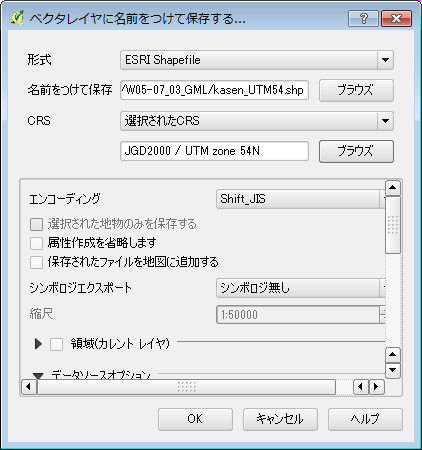 ベクタレイヤに名前をつけて保存する...
形式 ESRI Shapefile
名前をつけて保存 /W05-07_03_GML/kasen_UTM54.shp ブラウズ
CRS 選択されたCRS
JGD2000 / UTM zone 54N ブラウズ
エンコーディング Shift_JIS
選択された地物のみを保存する
属性作成を省略します
保存されたファイルを地図に追加する
シンボロジエクスポート シンボロジ無し
縮尺 1:50000
領域(カレント レイヤ)
データソースオプション
OK キャンセル ヘルプ